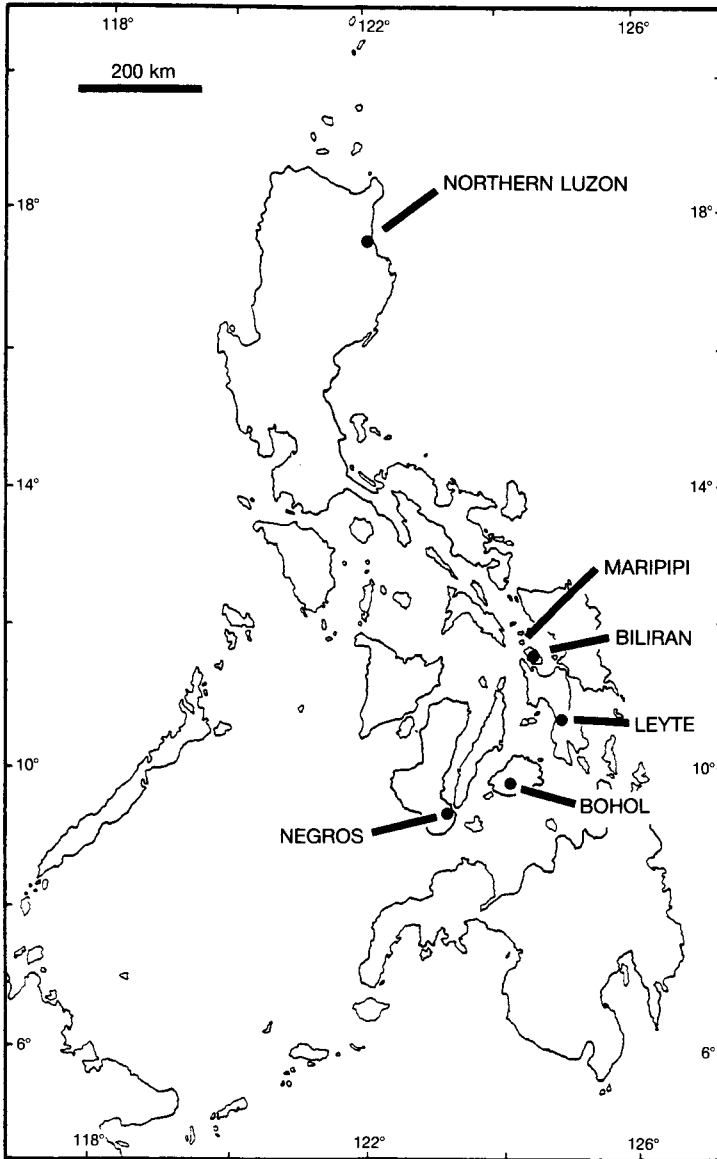 118° 122° 126°
200 km
NORTHERN LUZON
18° 18°
14° 14°
MARIPIPI
BILIRAN
LEYTE
10° 10°
BOHOL
NEGROS
6° 6°
118° 122° 126°